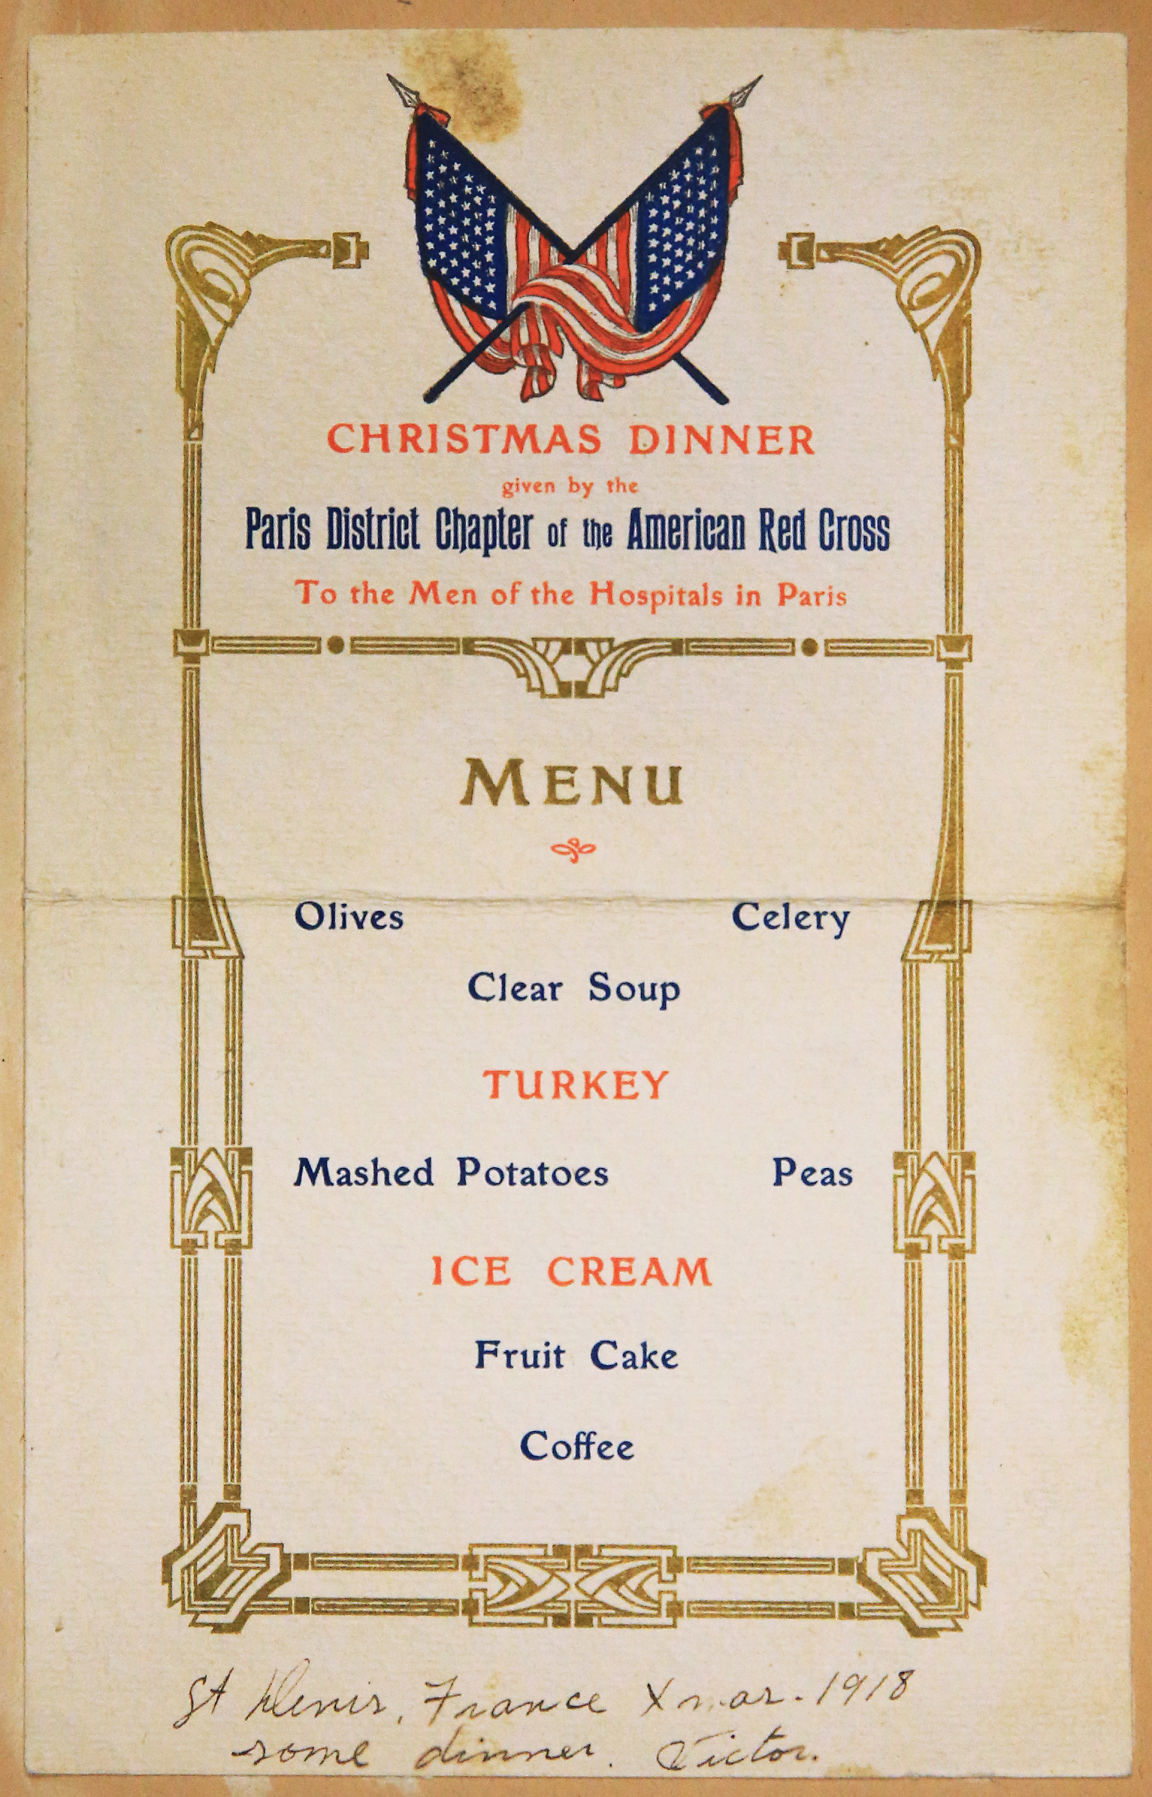 CHRISTMAS DINNER
given by the
Paris District Chapter of the American Red Cross
To the Men of the Hospitals in Paris
MENU
Olives Celery
Clear Soup
TURKEY
Mashed Potatoes Peas
ICE CREAM
Fruit Cake
Coffee
St Denis, France Xmas. 1918
some dinner. Victor.